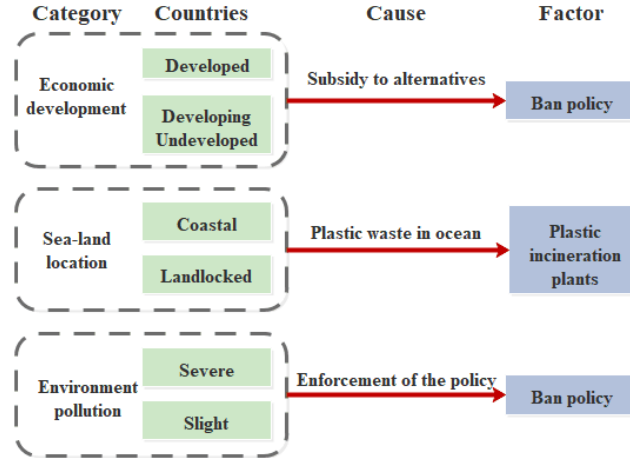 Category Countries Cause Factor
Economic
development
Developed
Developing
Undeveloped
Subsidy to alternatives
Ban policy
Sea-land
location
Coastal
Landlocked
Plastic waste in ocean
Plastic
incineration
plants
Environment
pollution
Severe
Slight
Enforcement of the policy
Ban policy